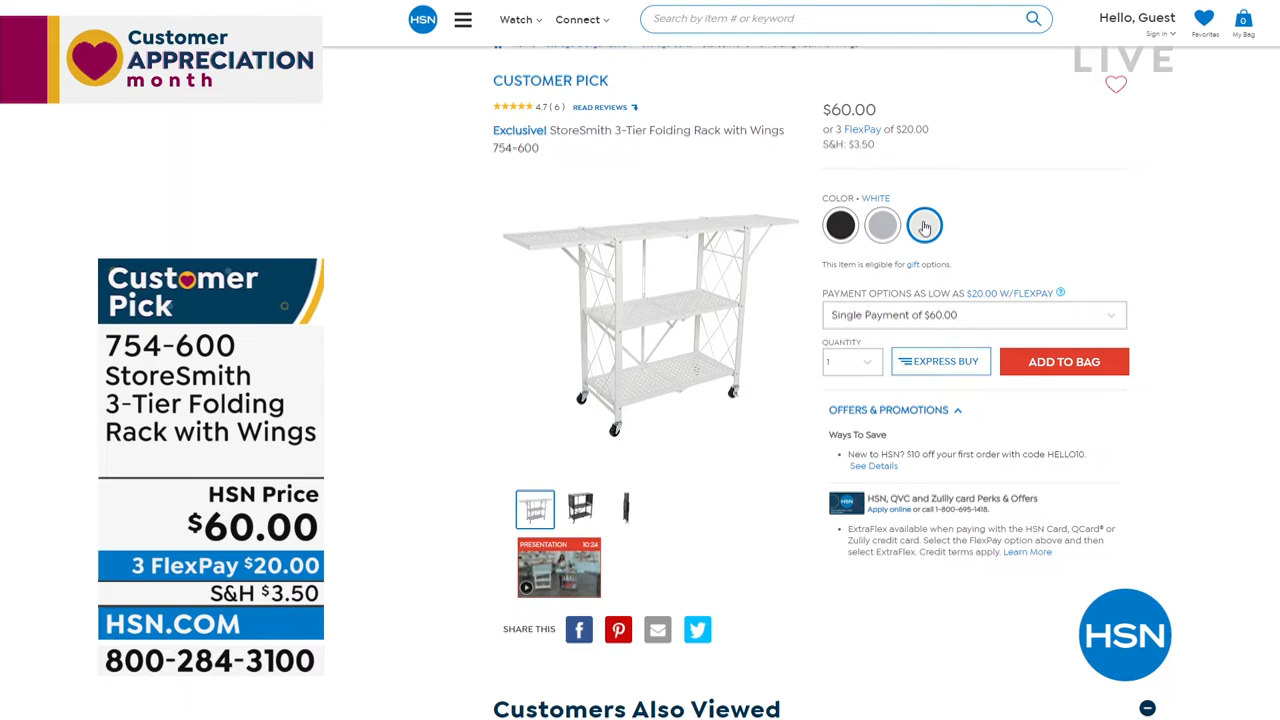 Customer
APPRECIATION
month
HSN
Watch
Connect
Search by item # or keyword
Hello, Guest
Sign in
Favorites
0
My Bag
LIVE
CUSTOMER PICK
4.7 ( 6 ) READ REVIEWS
Exclusive! StoreSmith 3-Tier Folding Rack with Wings
754-600
$60.00
or 3 FlexPay of $20.00
S&H: $3.50
COLOR • WHITE
This item is eligible for gift options.
PAYMENT OPTIONS AS LOW AS $20.00 W/FLEXPAY ?
Single Payment of $60.00
QUANTITY
1
EXPRESS BUY
ADD TO BAG
OFFERS & PROMOTIONS
Ways To Save
• New to HSN? $10 off your first order with code HELLO10.
See Details
HSN, QVC and Zulily card Perks & Offers
Apply online or call 1-800-695-1418.
• ExtraFlex available when paying with the HSN Card, QCard® or
Zulily credit card. Select the FlexPay option above and then
select ExtraFlex. Credit terms apply. Learn More
PRESENTATION 10:24
SHARE THIS
Customers Also Viewed
Customer
Pick
754-600
StoreSmith
3-Tier Folding
Rack with Wings
HSN Price
$60.00
3 FlexPay $20.00
S&H $3.50
HSN.COM
800-284-3100
HSN